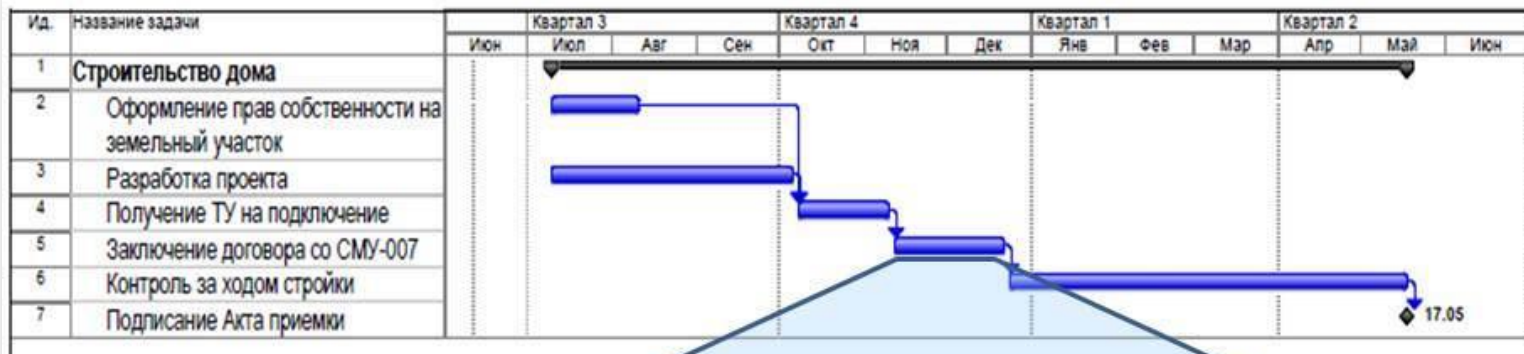 Ид. Название задачи Квартал 3 Квартал 4 Квартал 1 Квартал 2
Июн Июл Авг Сен Окт Ноя Дек Янв Фев Мар Апр Май Июн
1 Строительство дома
2 Оформление прав собственности на
земельный участок
3 Разработка проекта
4 Получение ТУ на подключение
5 Заключение договора со СМУ-007
6 Контроль за ходом стройки
7 Подписание Акта приемки 17.05